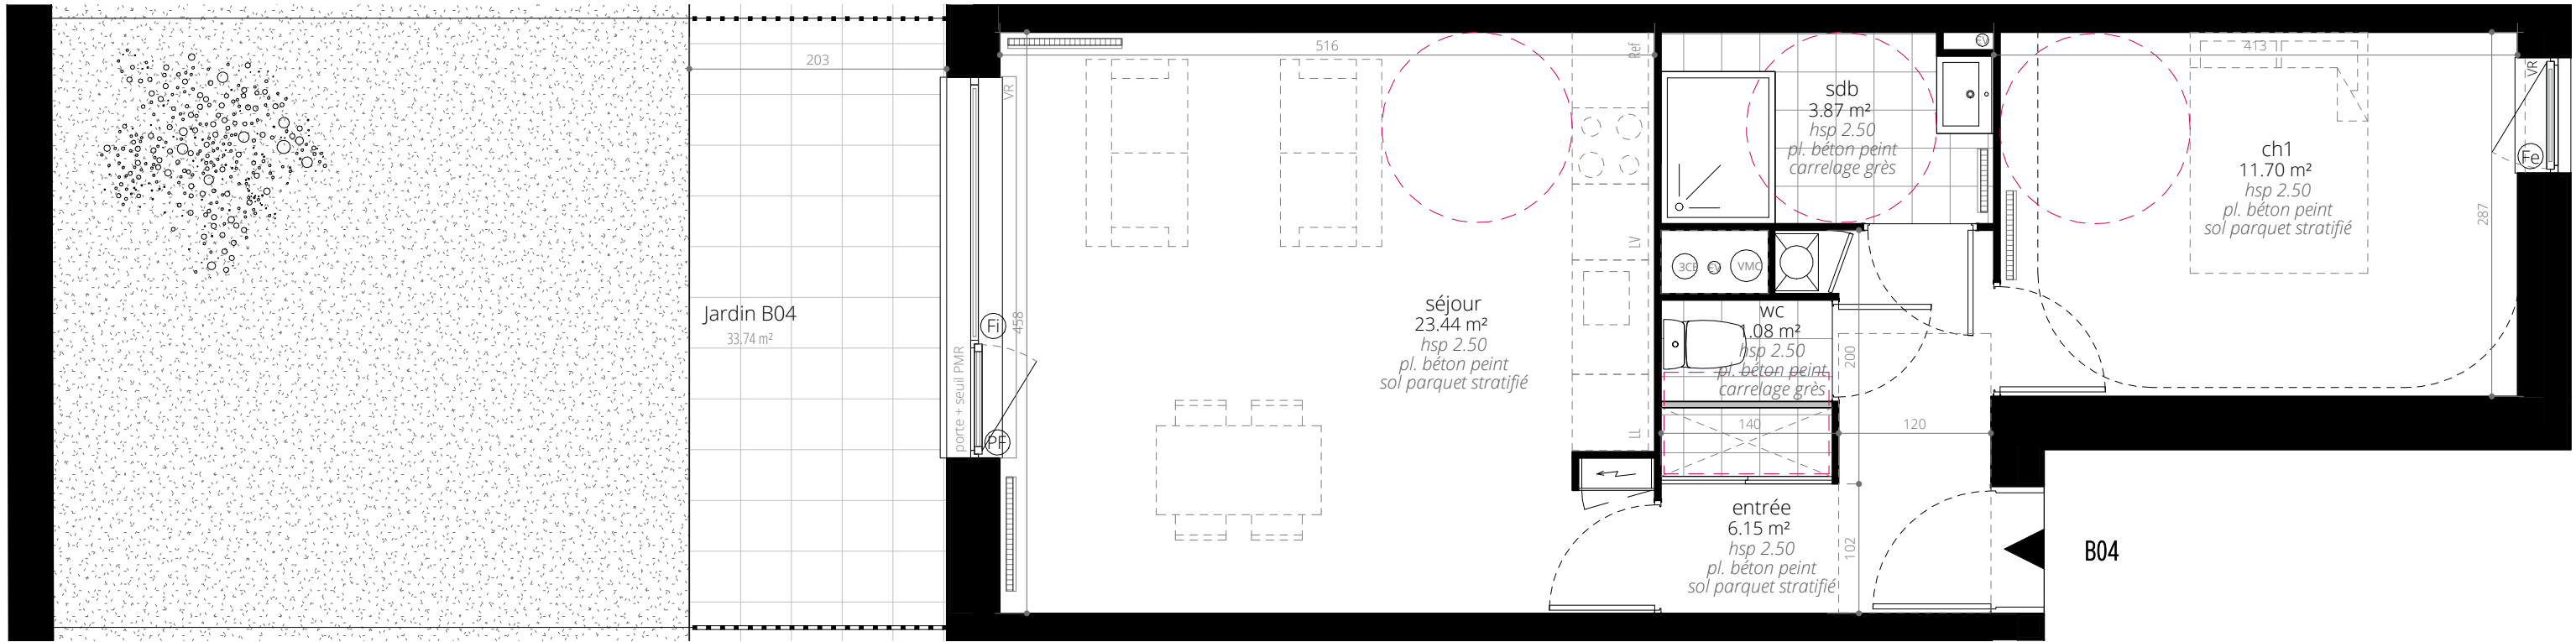 203
Jardin B04
33.74 m²
porte + seuil PMR
VR
458
Fi
PF
516
séjour
23.44 m²
hsp 2.50
pl. béton peint
sol parquet stratifié
Ref
LV
LL
sdb
3.87 m²
hsp 2.50
pl. béton peint
carrelage grès
EV
3CE
EV
VMC
wc
1.08 m²
hsp 2.50
pl. béton peint
carrelage grès
140
120
200
102
entrée
6.15 m²
hsp 2.50
pl. béton peint
sol parquet stratifié
413
ch1
11.70 m²
hsp 2.50
pl. béton peint
sol parquet stratifié
287
VR
Fe
B04